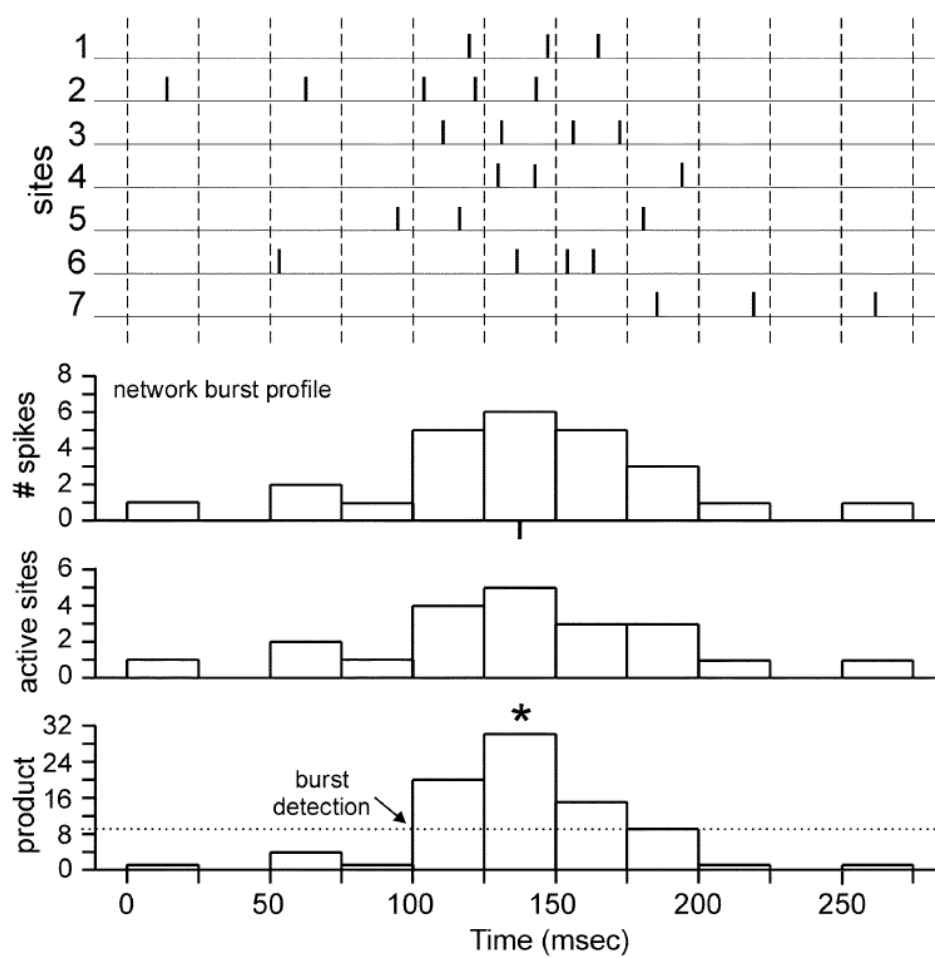 1
2
3
4
5
6
7
sites
8
6
4
2
0
# spikes
network burst profile
6
4
2
0
active sites
32
24
16
8
0
product
*
burst
detection
0 50 100 150 200 250
Time (msec)